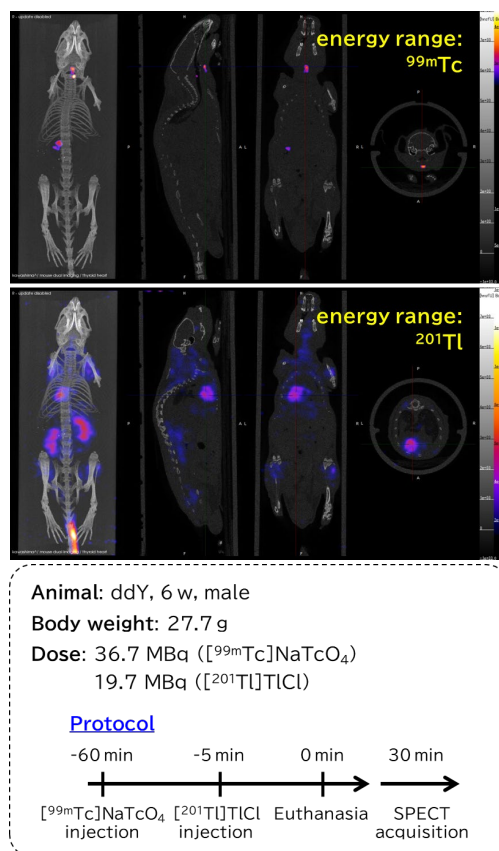 energy range:
99mTc
energy range:
201Tl
Animal: ddY, 6 w, male
Body weight: 27.7 g
Dose: 36.7 MBq ([99mTc]NaTcO4)
19.7 MBq ([201Tl]TlCl)
Protocol
-60 min -5 min 0 min 30 min
[99mTc]NaTcO4 [201Tl]TlCl Euthanasia SPECT
injection injection acquisition